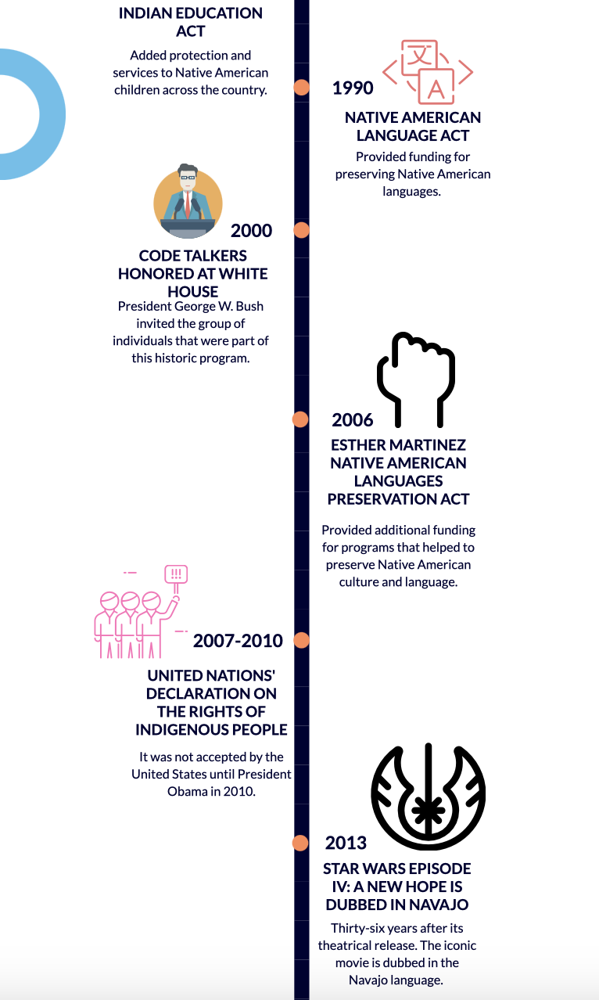 INDIAN EDUCATION
ACT
Added protection and
services to Native American
children across the country.
文
A
1990
NATIVE AMERICAN
LANGUAGE ACT
Provided funding for
preserving Native American
languages.
2000
CODE TALKERS
HONORED AT WHITE
HOUSE
President George W. Bush
invited the group of
individuals that were part of
this historic program.
2006
ESTHER MARTINEZ
NATIVE AMERICAN
LANGUAGES
PRESERVATION ACT
Provided additional funding
for programs that helped to
preserve Native American
culture and language.
!!!
2007-2010
UNITED NATIONS'
DECLARATION ON
THE RIGHTS OF
INDIGENOUS PEOPLE
It was not accepted by the
United States until President
Obama in 2010.
2013
STAR WARS EPISODE
IV: A NEW HOPE IS
DUBBED IN NAVAJO
Thirty-six years after its
theatrical release. The iconic
movie is dubbed in the
Navajo language.